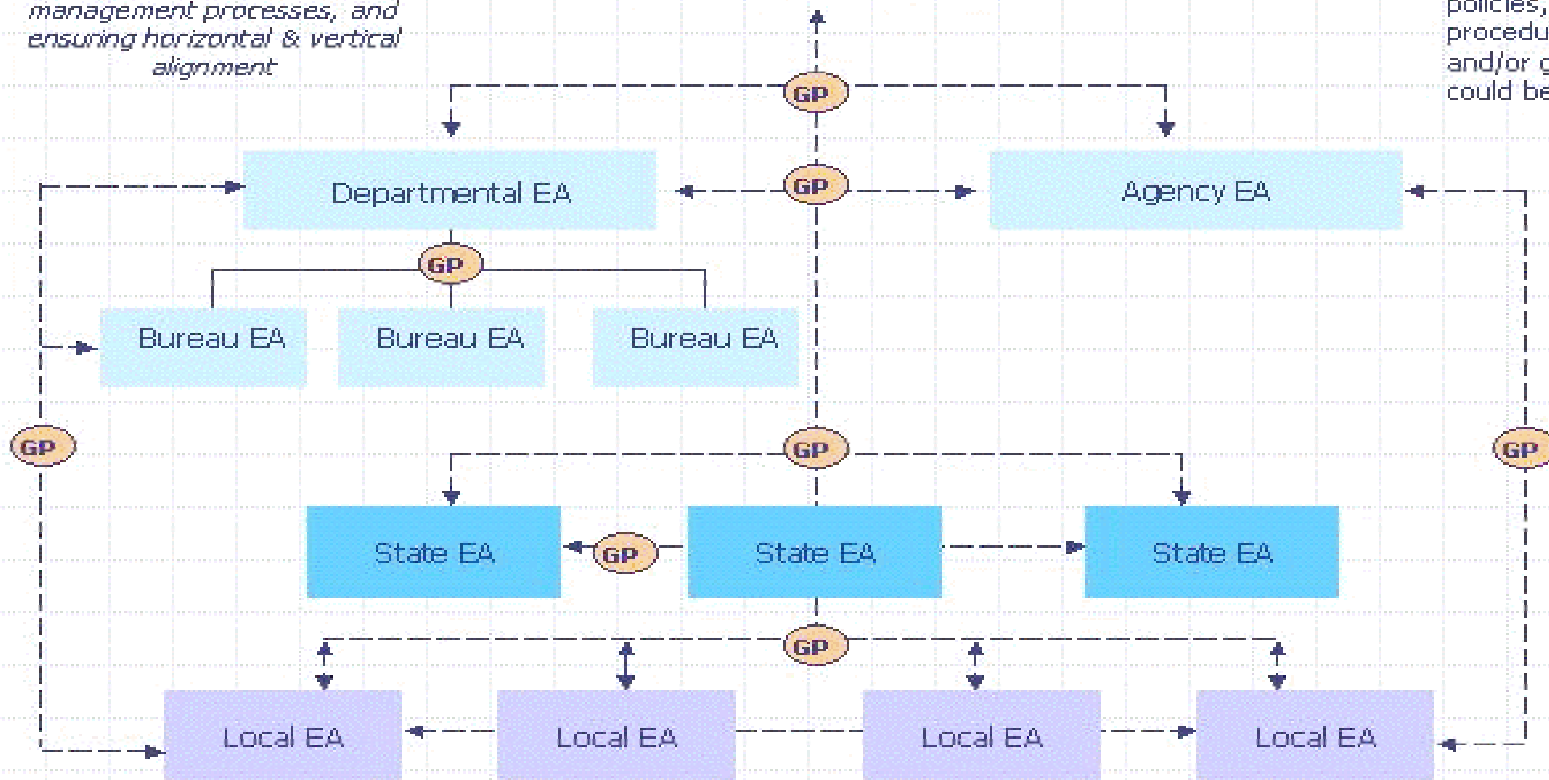 management processes, and
ensuring horizontal & vertical
alignment
policies,
procedu
and/or g
could be
GP
GP
Departmental EA
Agency EA
GP
Bureau EA
Bureau EA
Bureau EA
GP
GP
GP
State EA
GP
State EA
State EA
GP
Local EA
Local EA
Local EA
Local EA